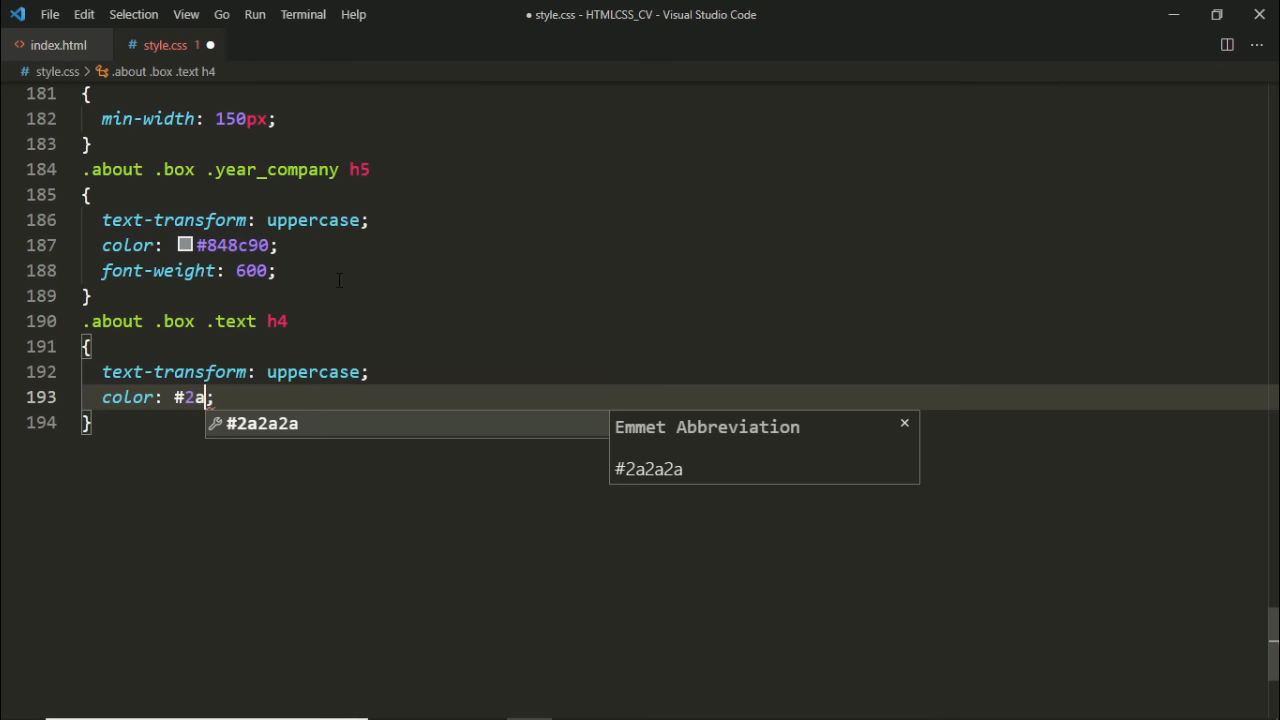 File Edit Selection View Go Run Terminal Help
● style.css - HTMLCSS_CV - Visual Studio Code
<> index.html
# style.css 1 ●
# style.css > .about .box .text h4
181 {
182 min-width: 150px;
183 }
184 .about .box .year_company h5
185 {
186 text-transform: uppercase;
187 color: #848c90;
188 font-weight: 600;
189 }
190 .about .box .text h4
191 {
192 text-transform: uppercase;
193 color: #2a;
194 }
#2a2a2a
Emmet Abbreviation
#2a2a2a